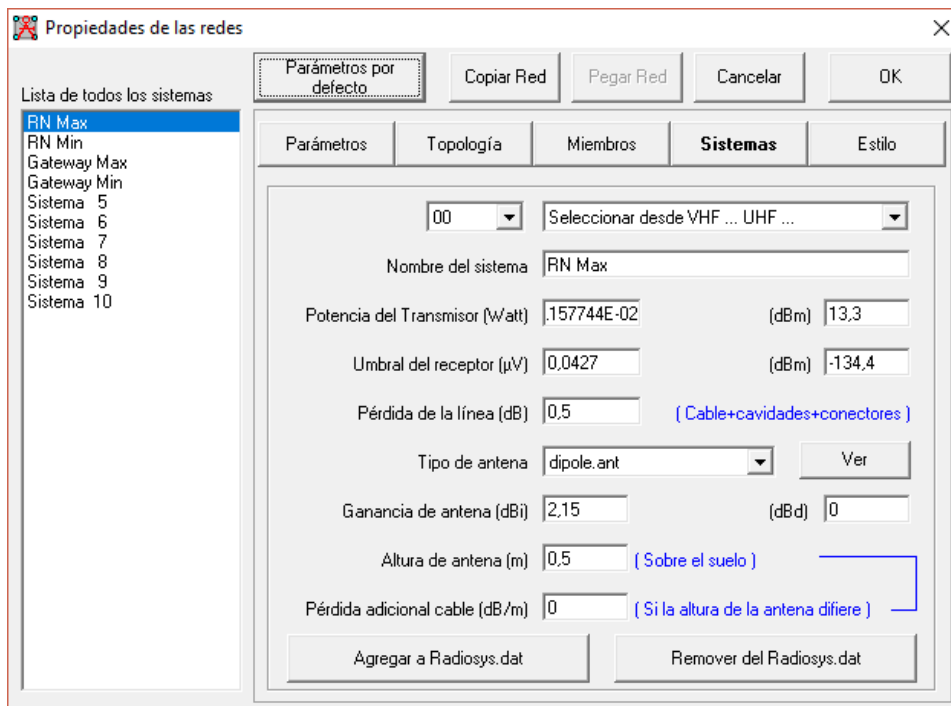 Propiedades de las redes
Lista de todos los sistemas
RN Max
RN Min
Gateway Max
Gateway Min
Sistema 5
Sistema 6
Sistema 7
Sistema 8
Sistema 9
Sistema 10
Parámetros por
defecto
Copiar Red
Pegar Red
Cancelar
OK
Parámetros
Topología
Miembros
Sistemas
Estilo
00
Seleccionar desde VHF ... UHF ...
Nombre del sistema RN Max
Potencia del Transmisor (Watt) .157744E-02 (dBm) 13,3
Umbral del receptor (µV) 0,0427 (dBm) -134,4
Pérdida de la línea (dB) 0,5 ( Cable+cavidades+conectores )
Tipo de antena dipole.ant Ver
Ganancia de antena (dBi) 2,15 (dBd) 0
Altura de antena (m) 0,5 ( Sobre el suelo )
Pérdida adicional cable (dB/m) 0 ( Si la altura de la antena difiere )
Agregar a Radiosys.dat
Remover del Radiosys.dat